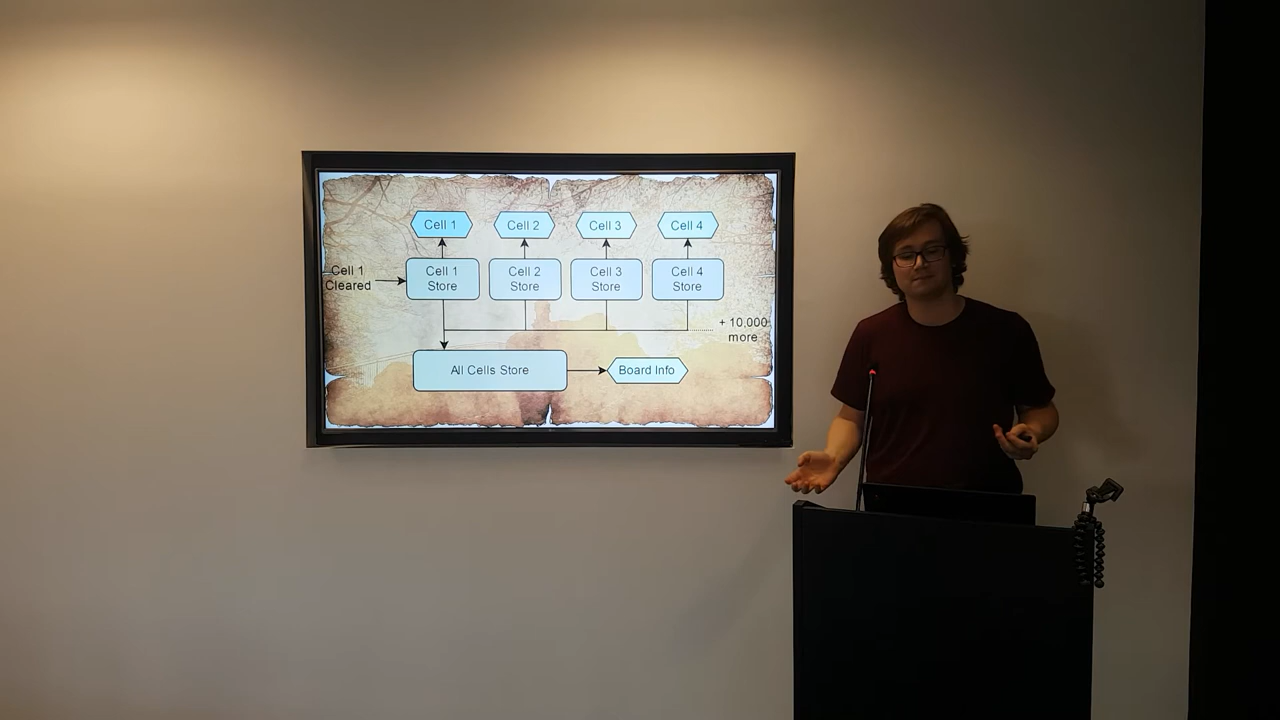 Cell 1
Cell 2
Cell 3
Cell 4
Cell 1
Cleared
Cell 1
Store
Cell 2
Store
Cell 3
Store
Cell 4
Store
+ 10,000
more
All Cells Store
Board Info